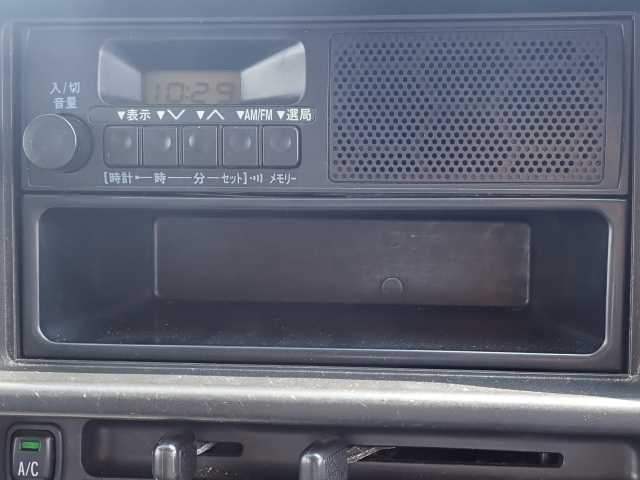 10:29
入/切
音量
▼表示 ▼∨ ▼∧ ▼AM/FM ▼選局
[時計 時 分 セット] メモリー
A/C